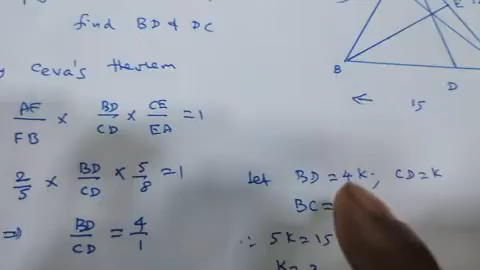 find BD & DC
Ceva's theorem
AF/FB × BD/CD × CE/EA = 1
2/5 × BD/CD × 5/8 = 1
⇒ BD/CD = 4/1
let BD = 4K, CD = K
BC =
∴ 5K = 15
E
B
D
15